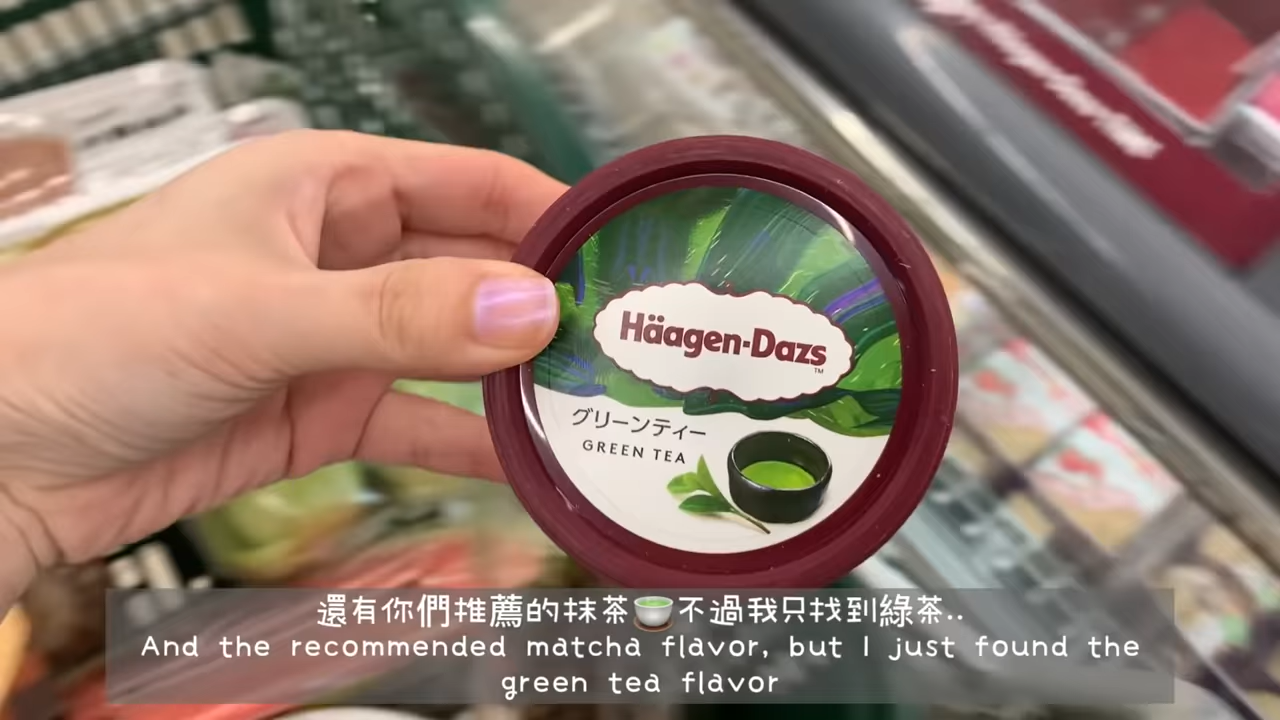 Häagen-Dazs
TM
グリーンティー
GREEN TEA
還有你們推薦的抹茶🍵不過我只找到綠茶..
And the recommended matcha flavor, but I just found the
green tea flavor